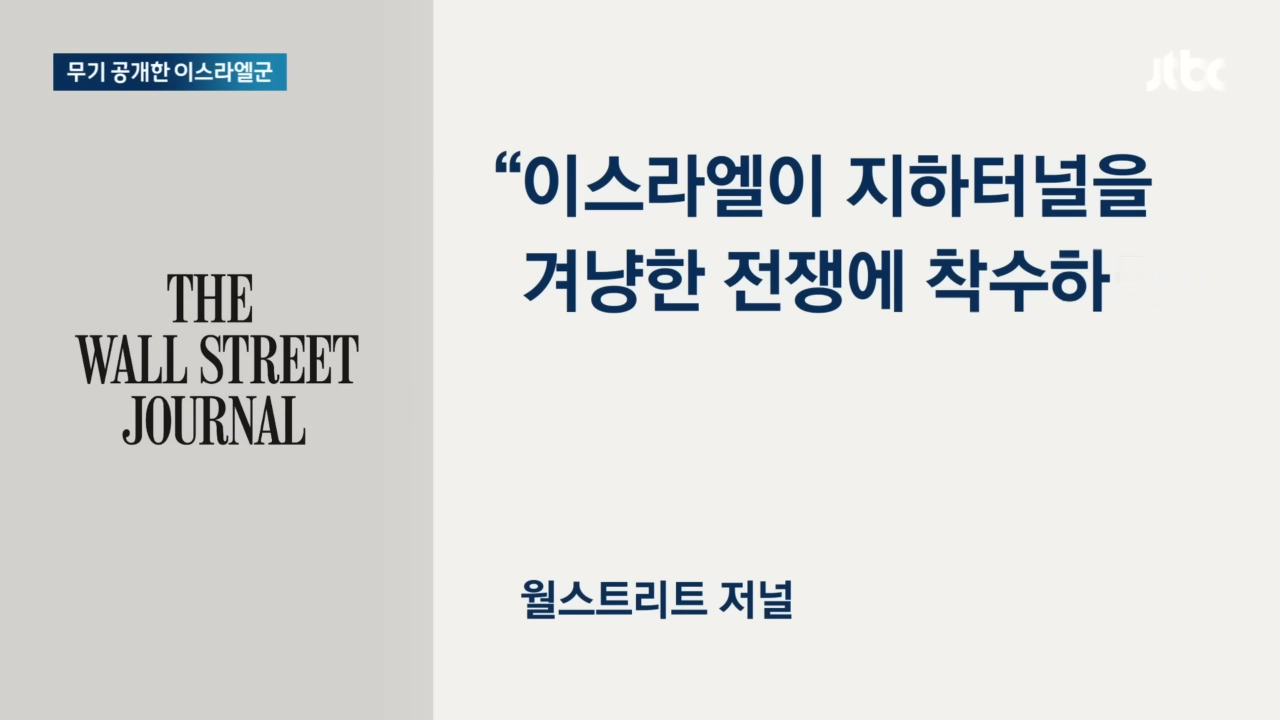 무기 공개한 이스라엘군
jtbc
“이스라엘이 지하터널을
겨냥한 전쟁에 착수하
THE
WALL STREET
JOURNAL
월스트리트 저널